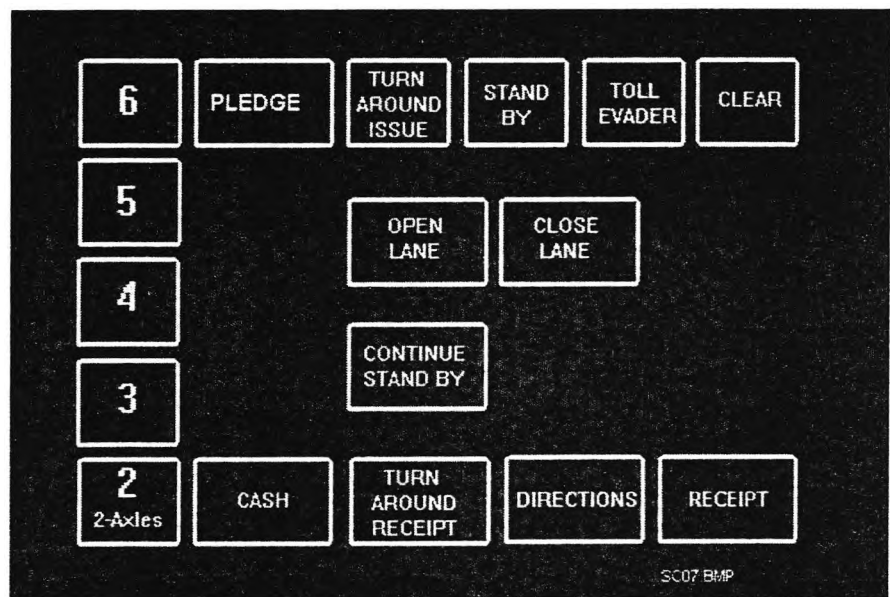 6
PLEDGE
TURN
AROUND
ISSUE
STAND
BY
TOLL
EVADER
CLEAR
5
OPEN
LANE
CLOSE
LANE
4
CONTINUE
STAND BY
3
2
2-Axles
CASH
TURN
AROUND
RECEIPT
DIRECTIONS
RECEIPT
SC07.BMP